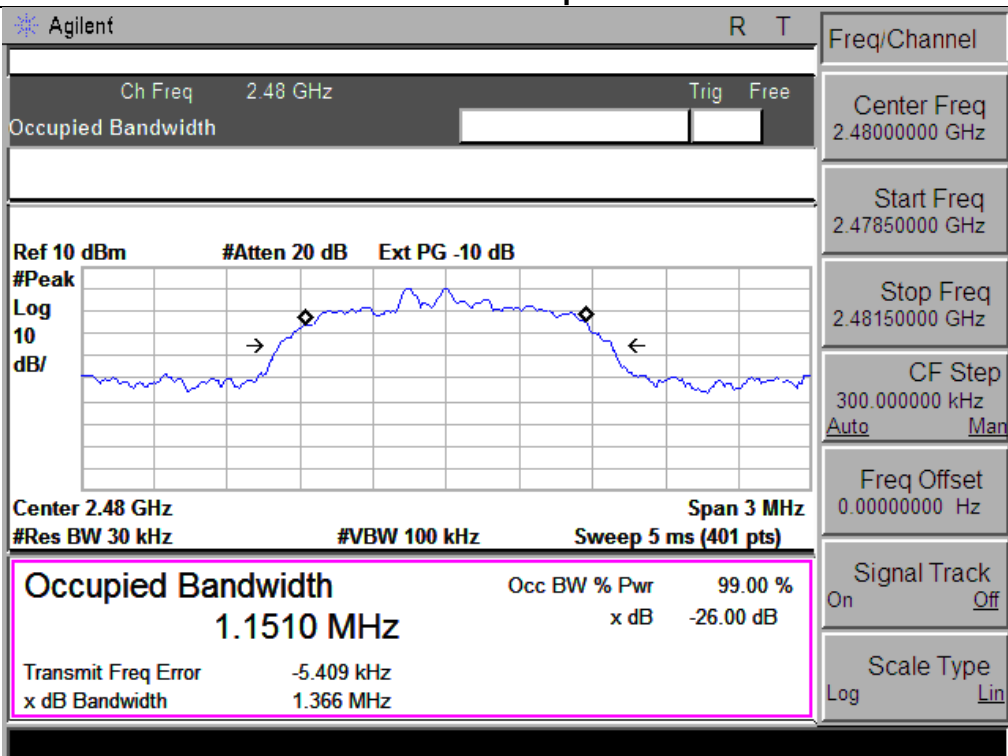 Agilent R T
Ch Freq 2.48 GHz Trig Free
Occupied Bandwidth
Ref 10 dBm #Atten 20 dB Ext PG -10 dB
#Peak
Log
10
dB/
Center 2.48 GHz Span 3 MHz
#Res BW 30 kHz #VBW 100 kHz Sweep 5 ms (401 pts)
Occupied Bandwidth Occ BW % Pwr 99.00 %
1.1510 MHz x dB -26.00 dB
Transmit Freq Error -5.409 kHz
x dB Bandwidth 1.366 MHz
Freq/Channel
Center Freq
2.48000000 GHz
Start Freq
2.47850000 GHz
Stop Freq
2.48150000 GHz
CF Step
300.000000 kHz
Auto Man
Freq Offset
0.00000000 Hz
Signal Track
On Off
Scale Type
Log Lin